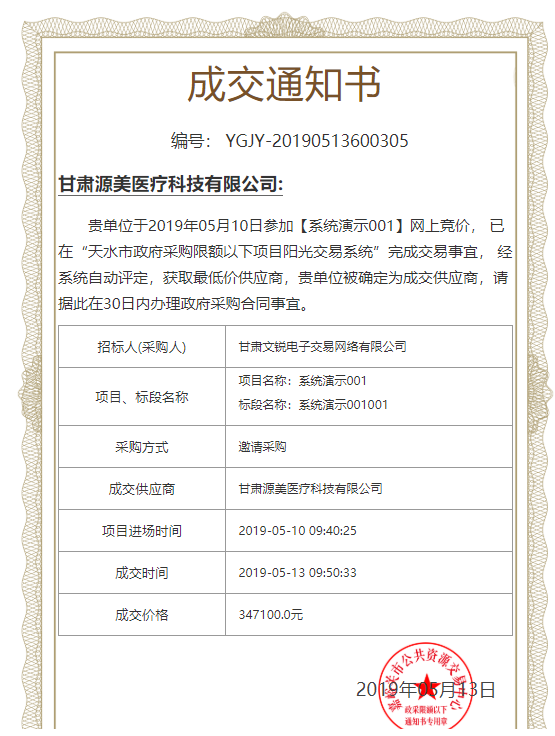 成交通知书
编号： YGJY-20190513600305
甘肃源美医疗科技有限公司:
贵单位于2019年05月10日参加【系统演示001】网上竞价， 已
在“天水市政府采购限额以下项目阳光交易系统”完成交易事宜， 经
系统自动评定，获取最低价供应商，贵单位被确定为成交供应商，请
据此在30日内办理政府采购合同事宜。
招标人(采购人) 甘肃文锐电子交易网络有限公司
项目、标段名称 项目名称：系统演示001
标段名称：系统演示001001
采购方式 邀请采购
成交供应商 甘肃源美医疗科技有限公司
项目进场时间 2019-05-10 09:40:25
成交时间 2019-05-13 09:50:33
成交价格 347100.0元
嘉峪关市公共资源交易中心
2019年05月13日
政采限额以下
通知书专用章